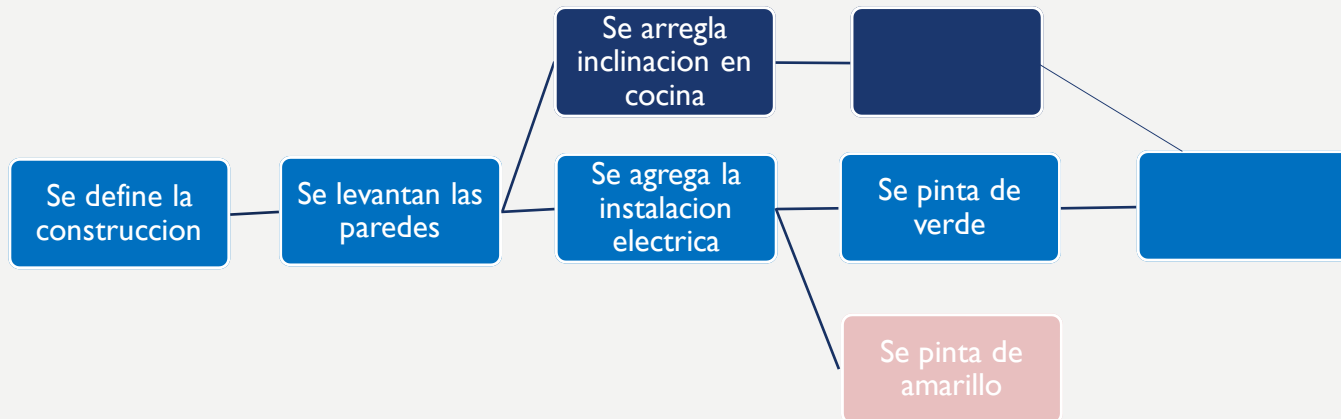 Se arregla
inclinacion en
cocina
Se define la
construccion
Se levantan las
paredes
Se agrega la
instalacion
electrica
Se pinta de
verde
Se pinta de
amarillo